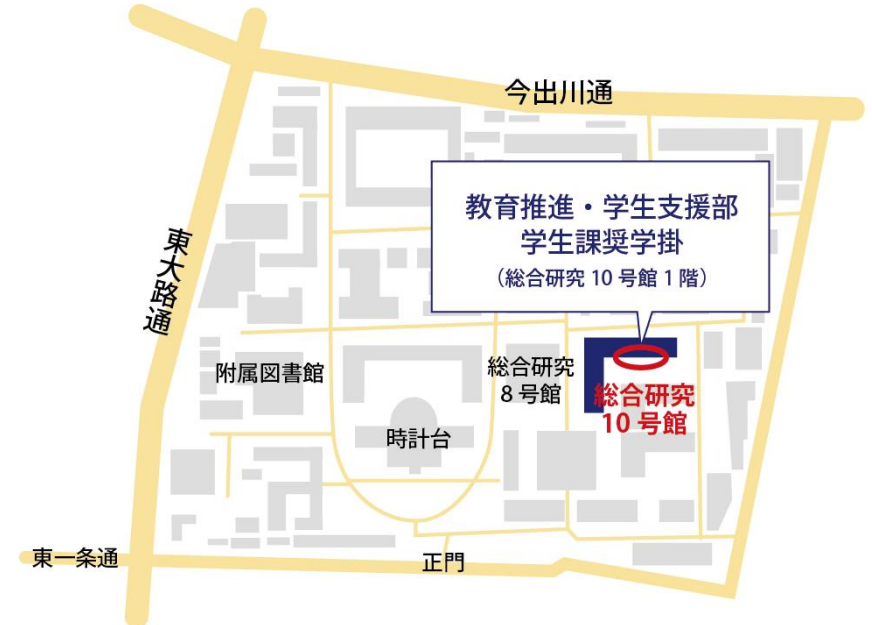 今出川通
教育推進・学生支援部
学生課奨学掛
（総合研究 10 号館 1 階）
東大路通
附属図書館
総合研究
8 号館
総合研究
10 号館
時計台
東一条通
正門